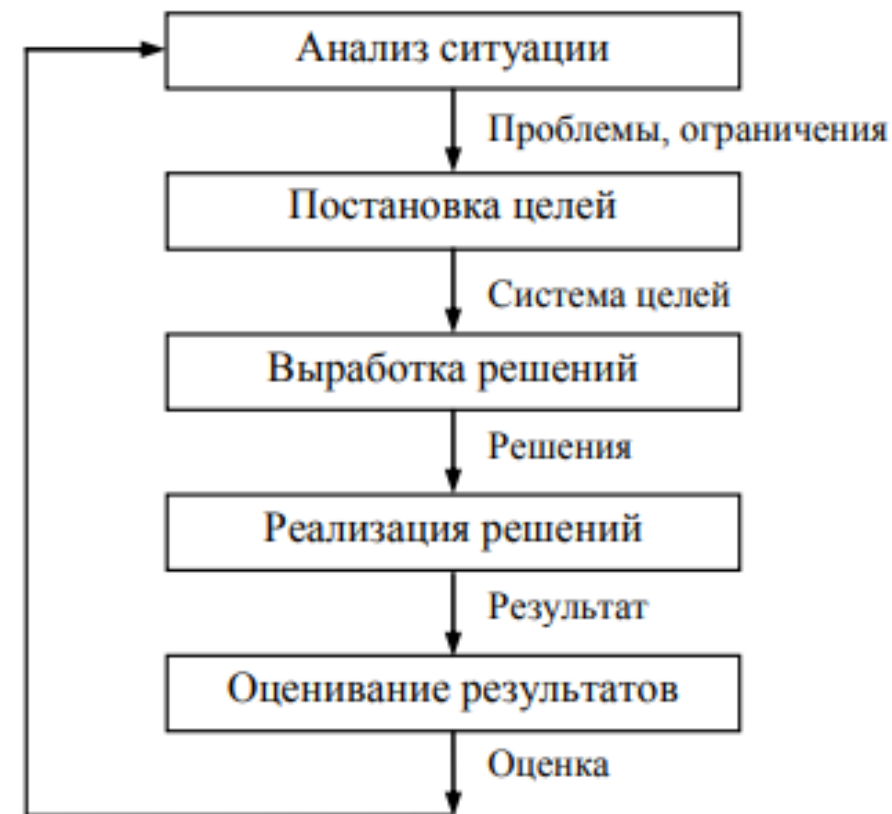 Анализ ситуации
Проблемы, ограничения
Постановка целей
Система целей
Выработка решений
Решения
Реализация решений
Результат
Оценивание результатов
Оценка